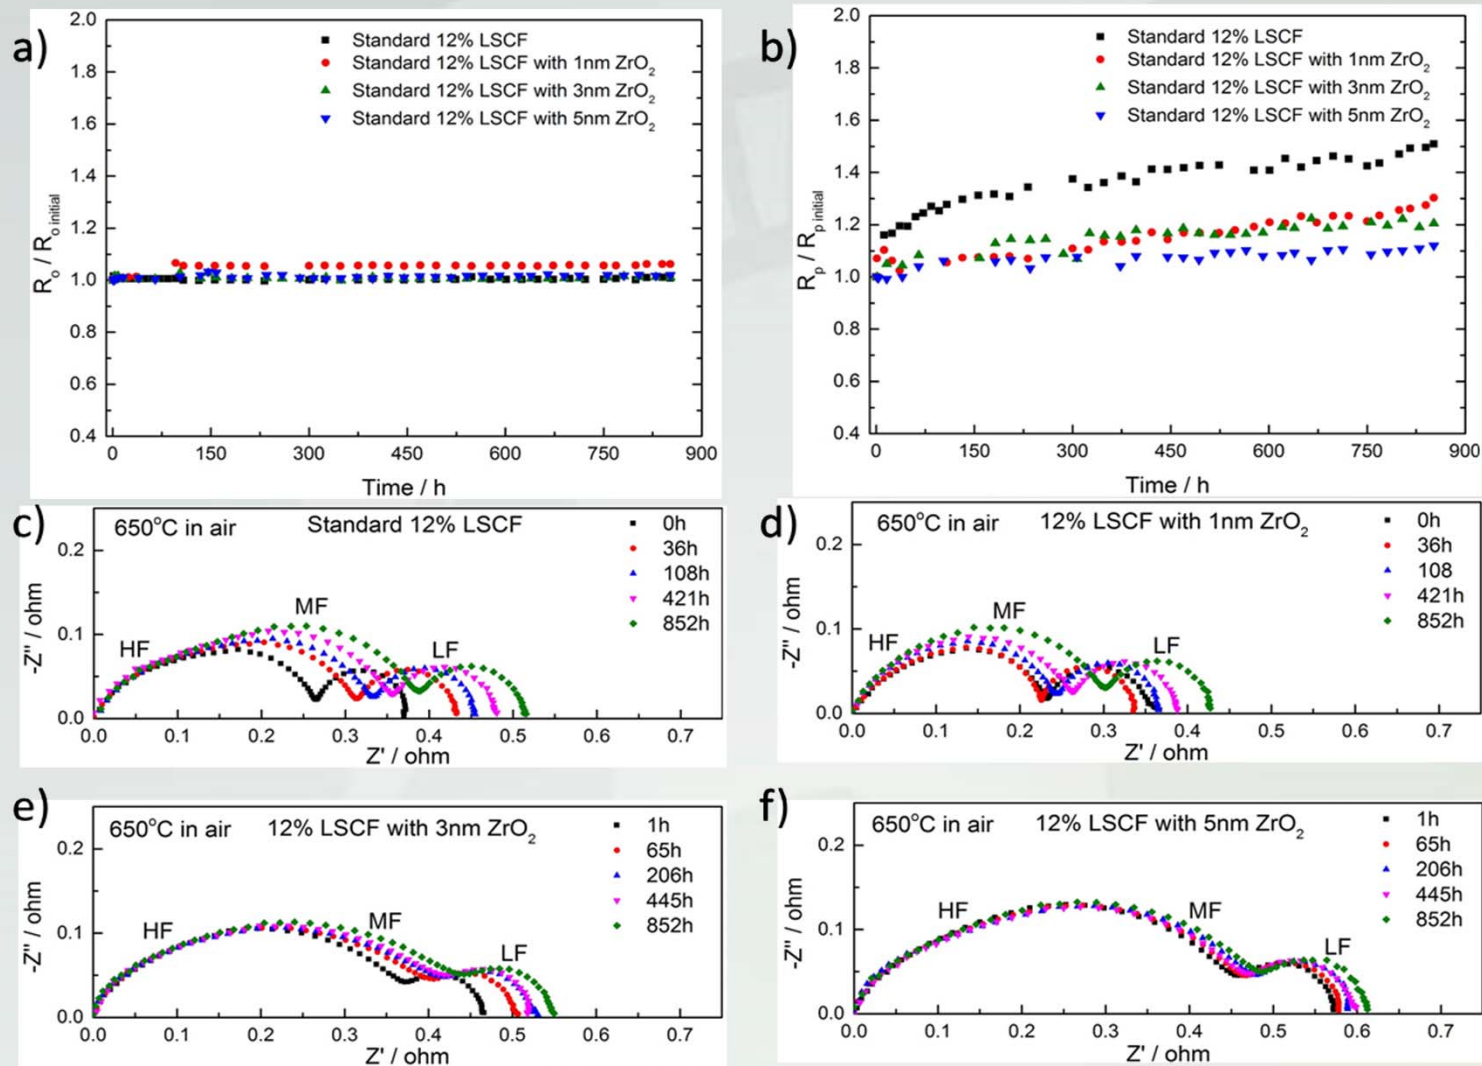 a)
2.0
1.8
1.6
1.4
1.2
1.0
0.8
0.6
0.4
R₀ / R₀ initial
Standard 12% LSCF
Standard 12% LSCF with 1nm ZrO₂
Standard 12% LSCF with 3nm ZrO₂
Standard 12% LSCF with 5nm ZrO₂
0 150 300 450 600 750 900
Time / h
b)
2.0
1.8
1.6
1.4
1.2
1.0
0.8
0.6
0.4
Rₚ / Rₚ initial
Standard 12% LSCF
Standard 12% LSCF with 1nm ZrO₂
Standard 12% LSCF with 3nm ZrO₂
Standard 12% LSCF with 5nm ZrO₂
0 150 300 450 600 750 900
Time / h
c)
650°C in air Standard 12% LSCF
0h
36h
108h
421h
852h
0.2
0.1
0.0
-Z'' / ohm
HF MF LF
0.0 0.1 0.2 0.3 0.4 0.5 0.6 0.7
Z' / ohm
d)
650°C in air 12% LSCF with 1nm ZrO₂
0h
36h
108
421h
852h
0.2
0.1
0.0
-Z'' / ohm
HF MF LF
0.0 0.1 0.2 0.3 0.4 0.5 0.6 0.7
Z' / ohm
e)
650°C in air 12% LSCF with 3nm ZrO₂
1h
65h
206h
445h
852h
0.2
0.1
0.0
-Z'' / ohm
HF MF LF
0.0 0.1 0.2 0.3 0.4 0.5 0.6 0.7
Z' / ohm
f)
650°C in air 12% LSCF with 5nm ZrO₂
1h
65h
206h
445h
852h
0.2
0.1
0.0
-Z'' / ohm
HF MF LF
0.0 0.1 0.2 0.3 0.4 0.5 0.6 0.7
Z' / ohm